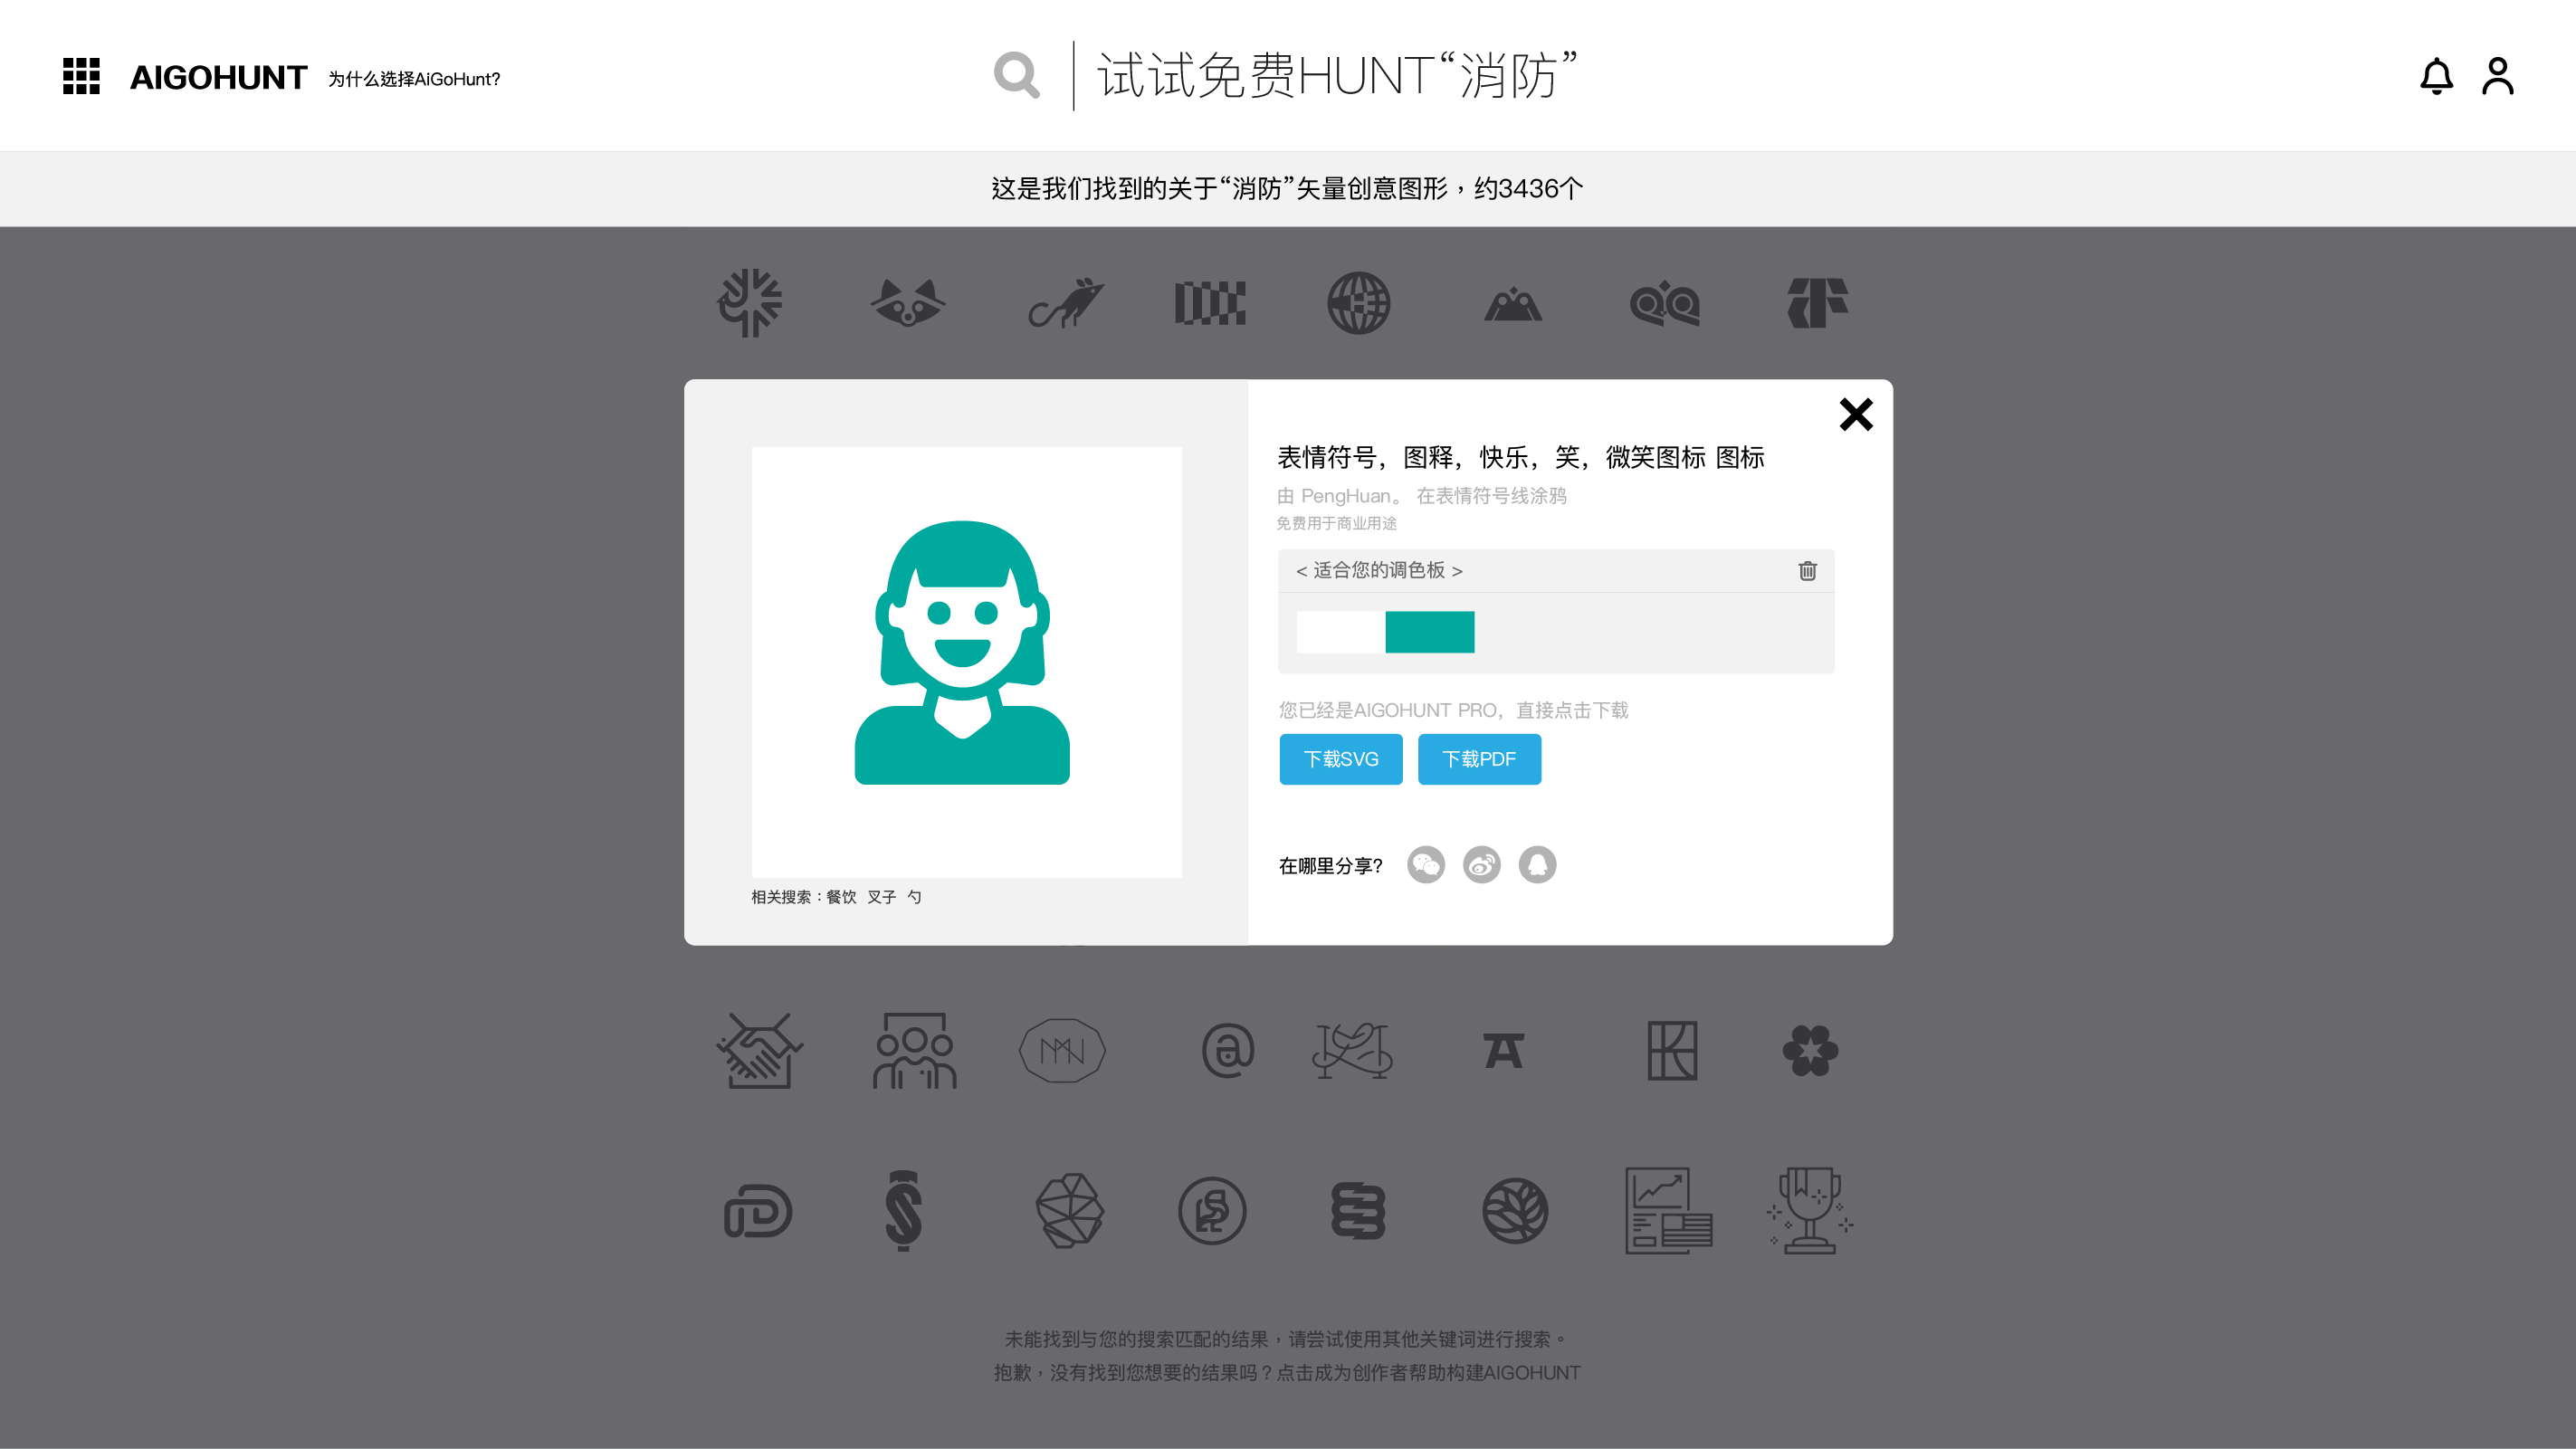 AIGOHUNT 为什么选择AiGoHunt?
试试免费HUNT“消防”
这是我们找到的关于“消防”矢量创意图形，约3436个
表情符号，图释，快乐，笑，微笑图标 图标
由 PengHuan。 在表情符号线涂鸦
免费用于商业用途
< 适合您的调色板 >
您已经是AIGOHUNT PRO，直接点击下载
下载SVG 下载PDF
在哪里分享?
相关搜索：餐饮 叉子 勺
未能找到与您的搜索匹配的结果，请尝试使用其他关键词进行搜索。
抱歉，没有找到您想要的结果吗？点击成为创作者帮助构建AIGOHUNT